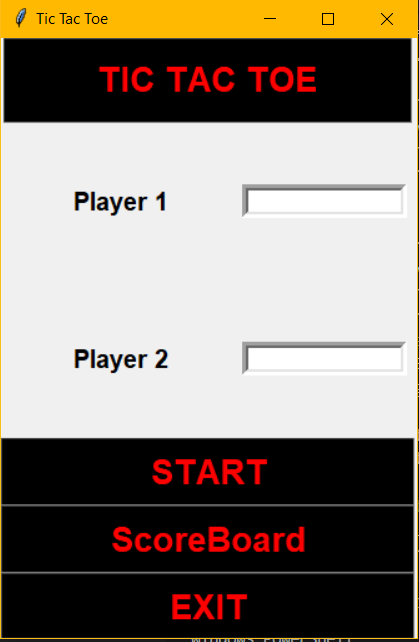 Tic Tac Toe
TIC TAC TOE
Player 1
Player 2
START
ScoreBoard
EXIT